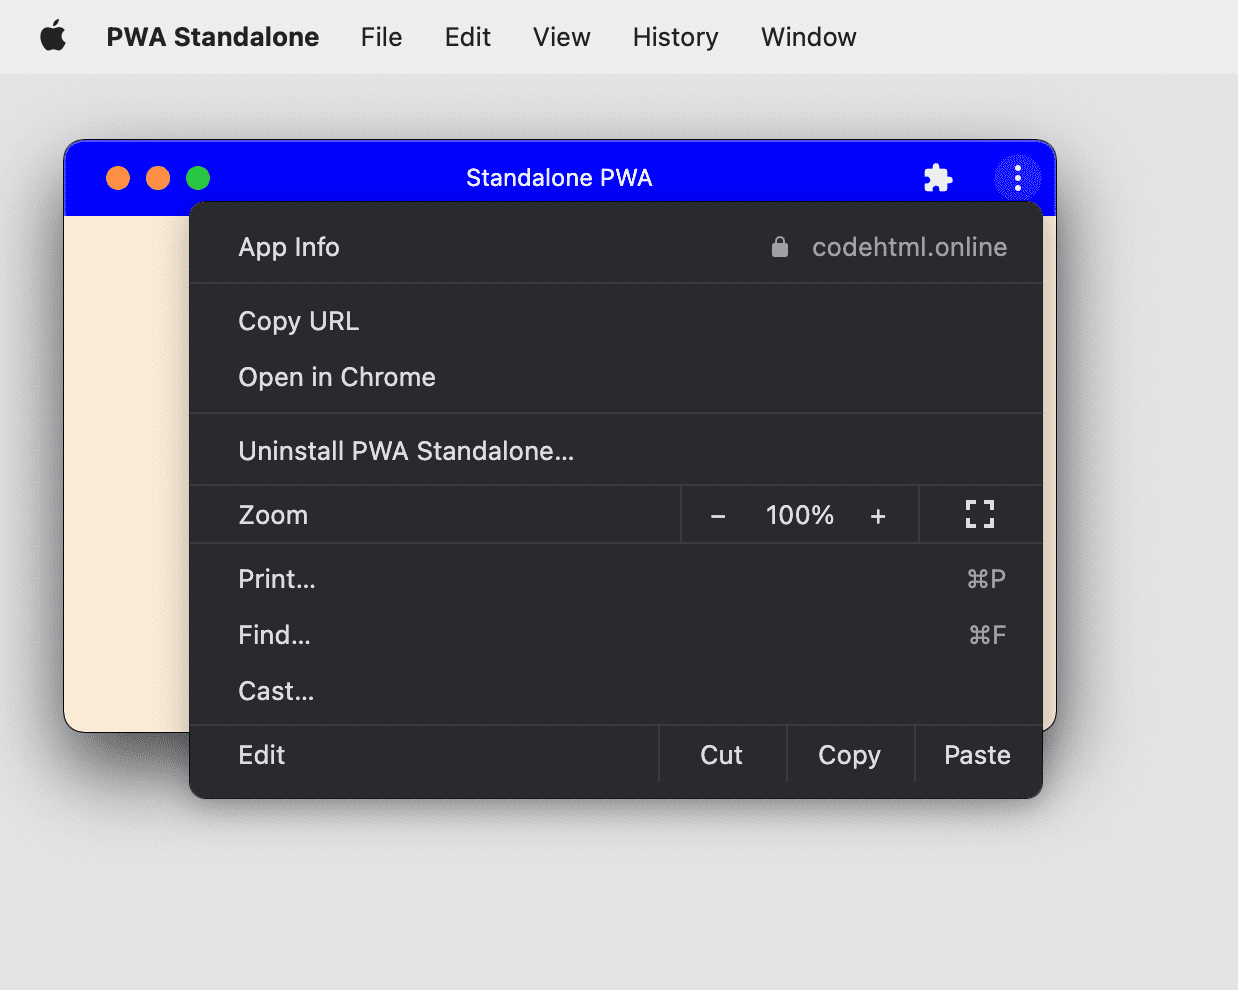 PWA Standalone File Edit View History Window
Standalone PWA
App Info codehtml.online
Copy URL
Open in Chrome
Uninstall PWA Standalone...
Zoom − 100% +
Print... ⌘P
Find... ⌘F
Cast...
Edit Cut Copy Paste